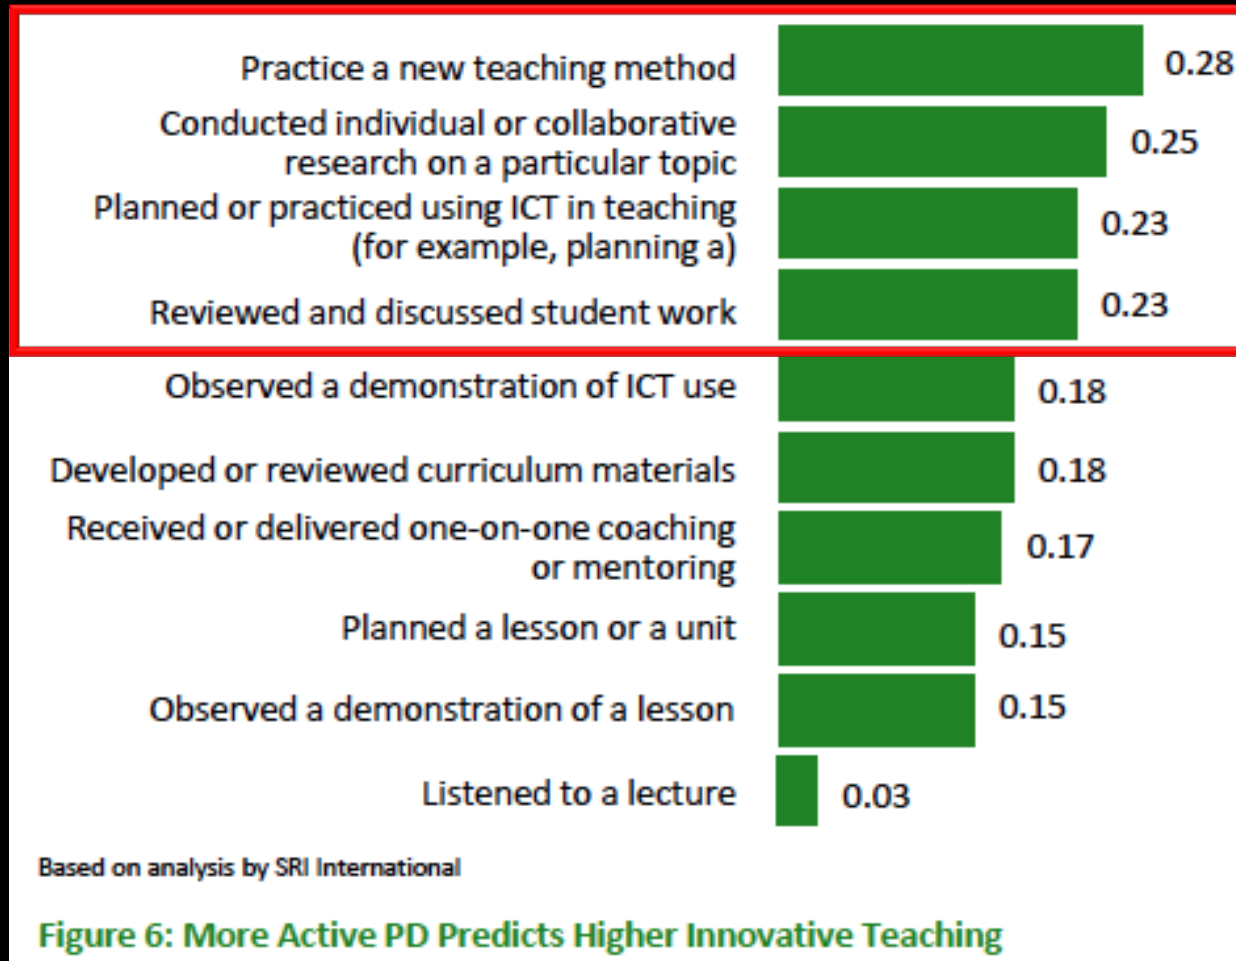 Practice a new teaching method 0.28
Conducted individual or collaborative
research on a particular topic 0.25
Planned or practiced using ICT in teaching
(for example, planning a) 0.23
Reviewed and discussed student work 0.23
Observed a demonstration of ICT use 0.18
Developed or reviewed curriculum materials 0.18
Received or delivered one-on-one coaching
or mentoring 0.17
Planned a lesson or a unit 0.15
Observed a demonstration of a lesson 0.15
Listened to a lecture 0.03
Based on analysis by SRI International
Figure 6: More Active PD Predicts Higher Innovative Teaching